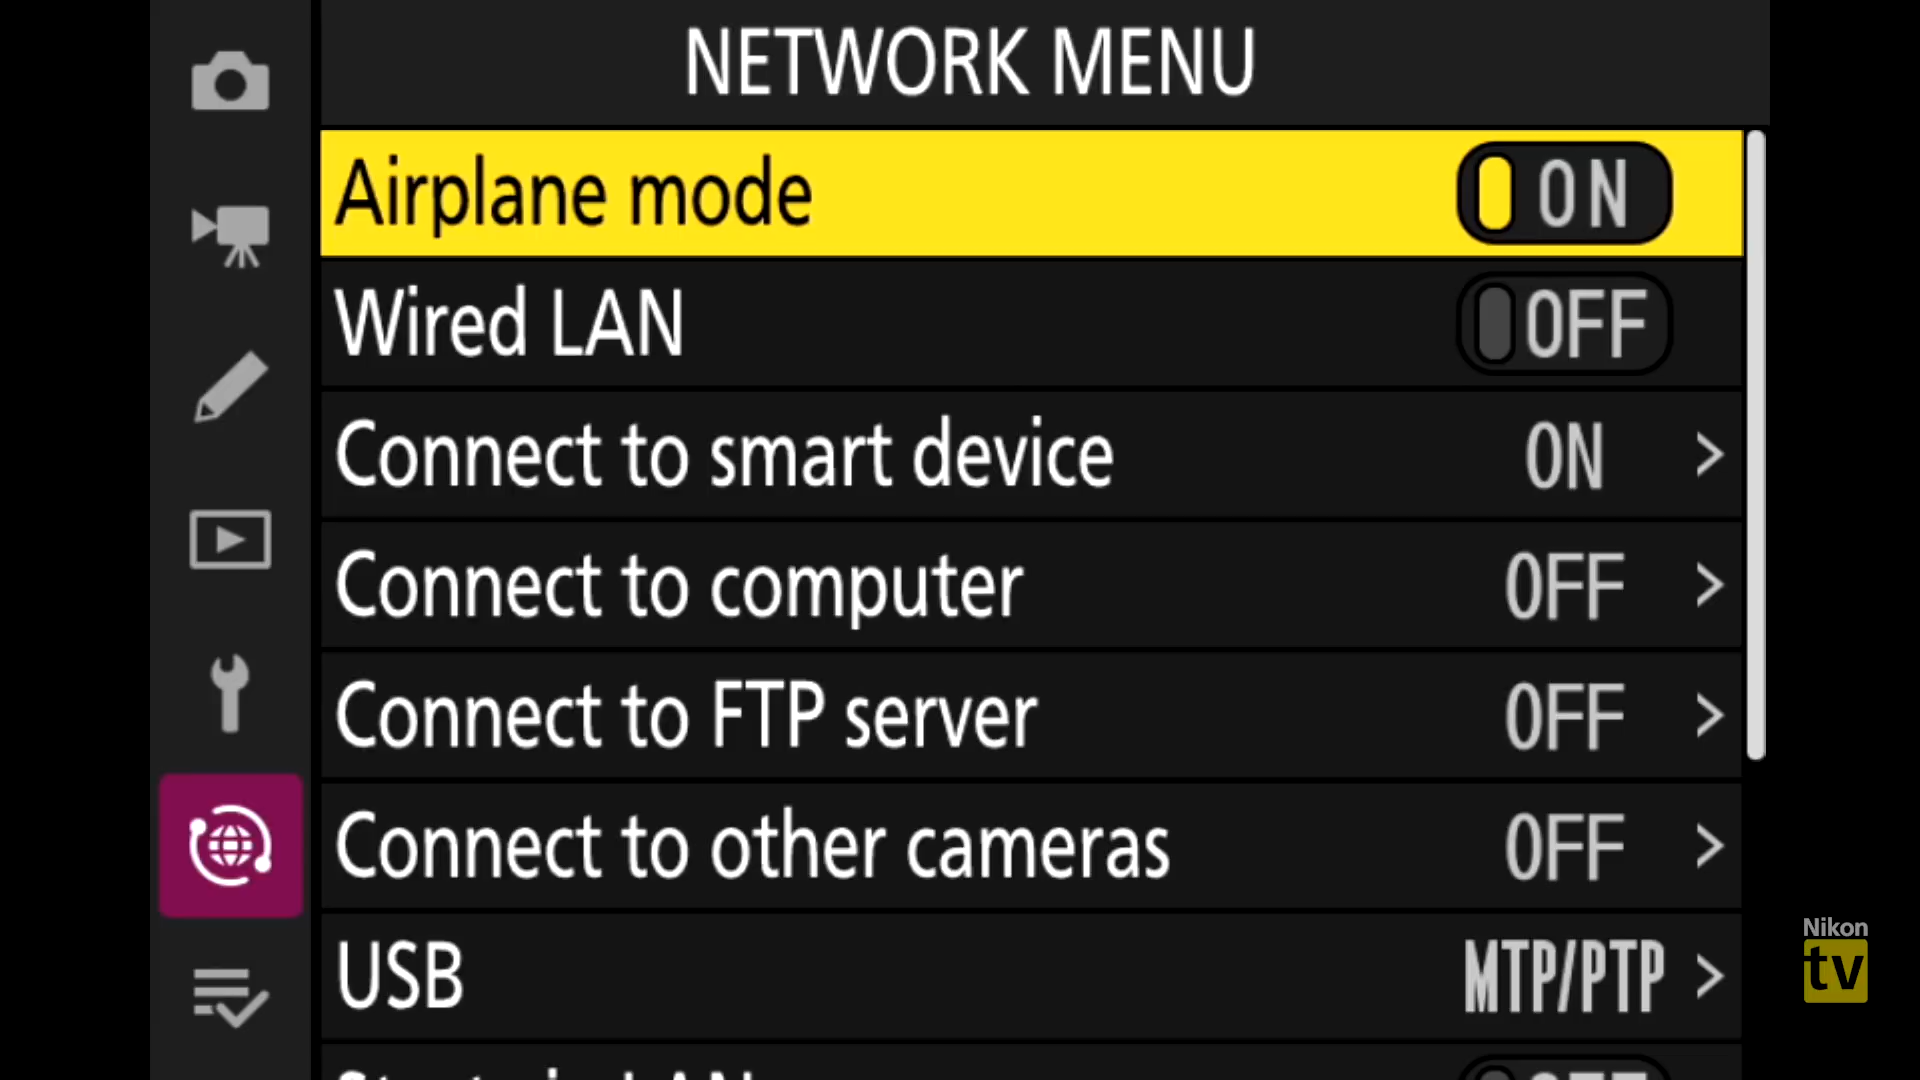 NETWORK MENU
Airplane mode ON
Wired LAN OFF
Connect to smart device ON >
Connect to computer OFF >
Connect to FTP server OFF >
Connect to other cameras OFF >
USB MTP/PTP >
Nikon
tv